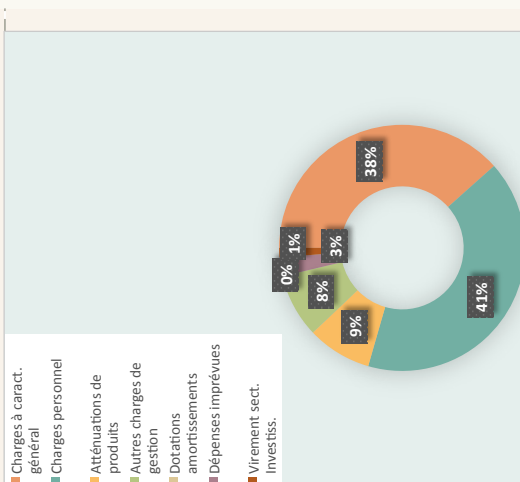 Charges à caract.
général
Charges personnel
Atténuations de
produits
Autres charges de
gestion
Dotations
amortissements
Dépenses imprévues
Virement sect.
Investiss.
38%
41%
9%
8%
0%
3%
1%